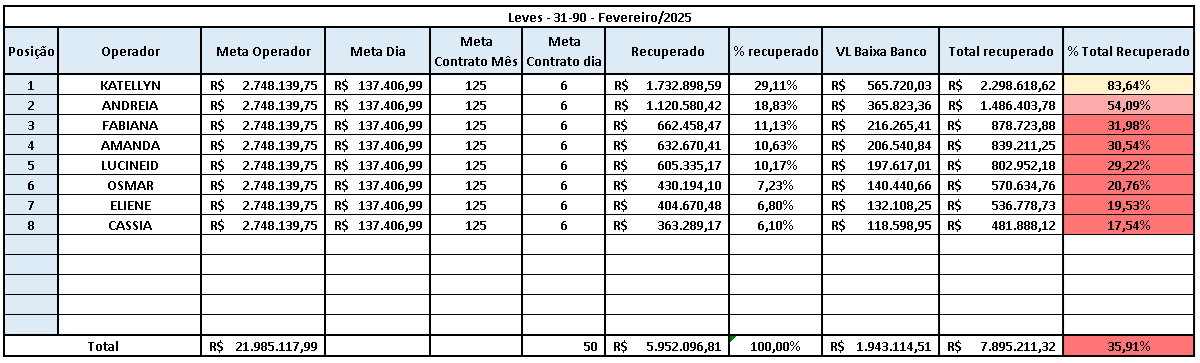 Leves - 31-90 - Fevereiro/2025
Posição Operador Meta Operador Meta Dia Meta Contrato Mês Meta Contrato dia Recuperado % recuperado VL Baixa Banco Total recuperado % Total Recuperado
1 KATELLYN R$ 2.748.139,75 R$ 137.406,99 125 6 R$ 1.732.898,59 29,11% R$ 565.720,03 R$ 2.298.618,62 83,64%
2 ANDREIA R$ 2.748.139,75 R$ 137.406,99 125 6 R$ 1.120.580,42 18,83% R$ 365.823,36 R$ 1.486.403,78 54,09%
3 FABIANA R$ 2.748.139,75 R$ 137.406,99 125 6 R$ 662.458,47 11,13% R$ 216.265,41 R$ 878.723,88 31,98%
4 AMANDA R$ 2.748.139,75 R$ 137.406,99 125 6 R$ 632.670,41 10,63% R$ 206.540,84 R$ 839.211,25 30,54%
5 LUCINEID R$ 2.748.139,75 R$ 137.406,99 125 6 R$ 605.335,17 10,17% R$ 197.617,01 R$ 802.952,18 29,22%
6 OSMAR R$ 2.748.139,75 R$ 137.406,99 125 6 R$ 430.194,10 7,23% R$ 140.440,66 R$ 570.634,76 20,76%
7 ELIENE R$ 2.748.139,75 R$ 137.406,99 125 6 R$ 404.670,48 6,80% R$ 132.108,25 R$ 536.778,73 19,53%
8 CASSIA R$ 2.748.139,75 R$ 137.406,99 125 6 R$ 363.289,17 6,10% R$ 118.598,95 R$ 481.888,12 17,54%
Total R$ 21.985.117,99 50 R$ 5.952.096,81 100,00% R$ 1.943.114,51 R$ 7.895.211,32 35,91%